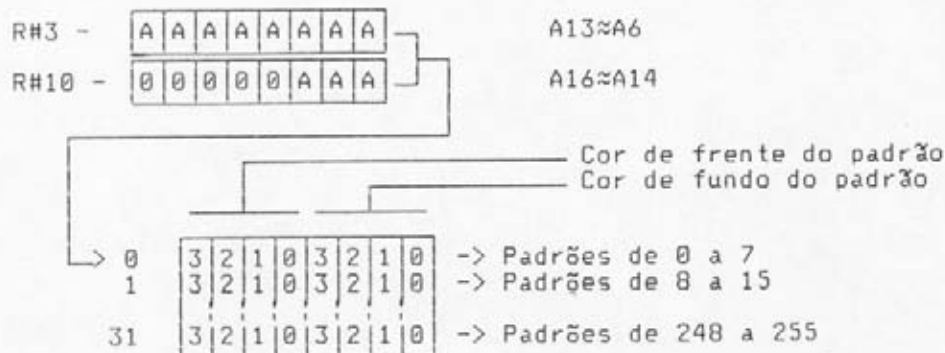 R#3 - A A A A A A A A A13≈A6
R#10 - 0 0 0 0 0 A A A A16≈A14
Cor de frente do padrão
Cor de fundo do padrão
-> 0 3 2 1 0 3 2 1 0 -> Padrões de 0 a 7
1 3 2 1 0 3 2 1 0 -> Padrões de 8 a 15
31 3 2 1 0 3 2 1 0 -> Padrões de 248 a 255